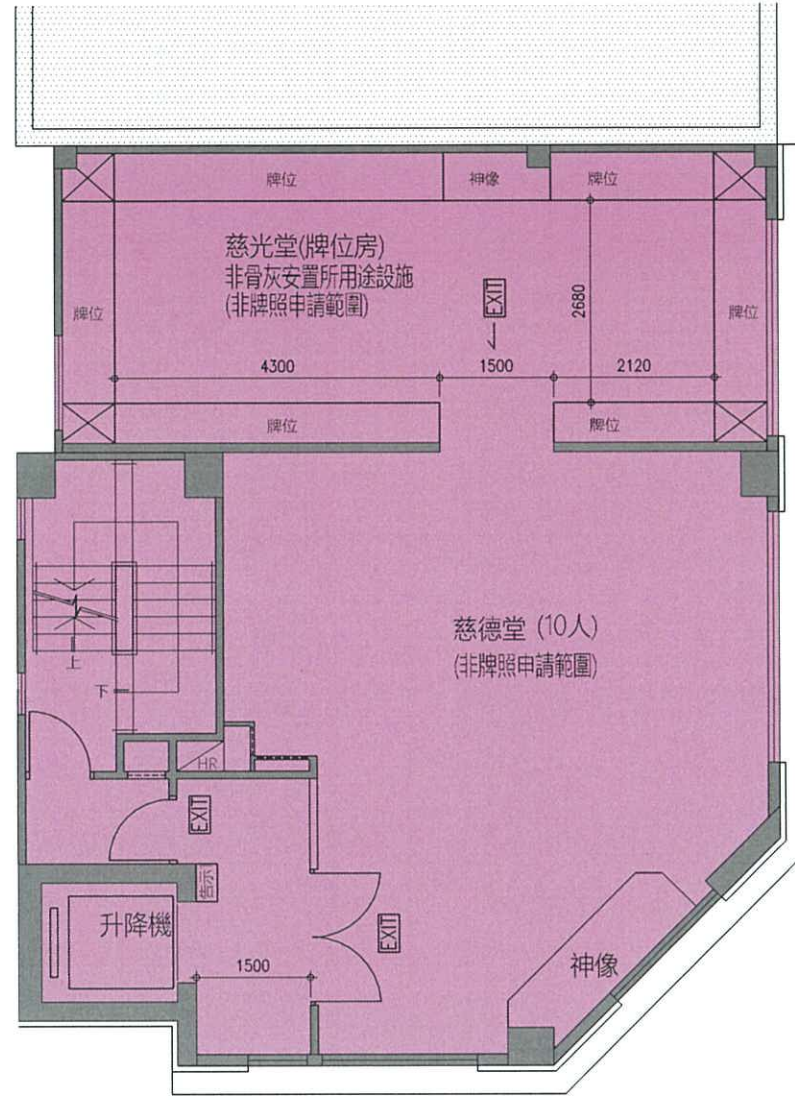 牌位
神像
牌位
慈光堂(牌位房)
非骨灰安置所用途設施
(非牌照申請範圍)
EXIT
2680
牌位
牌位
4300
1500
2120
牌位
牌位
慈德堂 (10人)
(非牌照申請範圍)
上
下
HR
EXIT
告示
升降機
EXIT
1500
神像